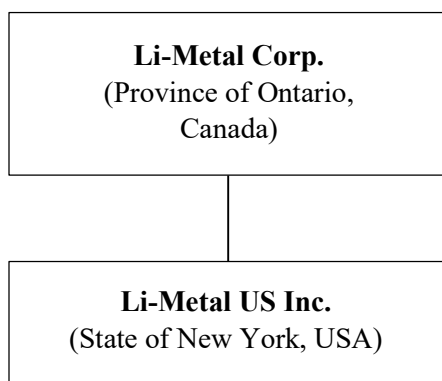 Li-Metal Corp.
(Province of Ontario,
Canada)
Li-Metal US Inc.
(State of New York, USA)